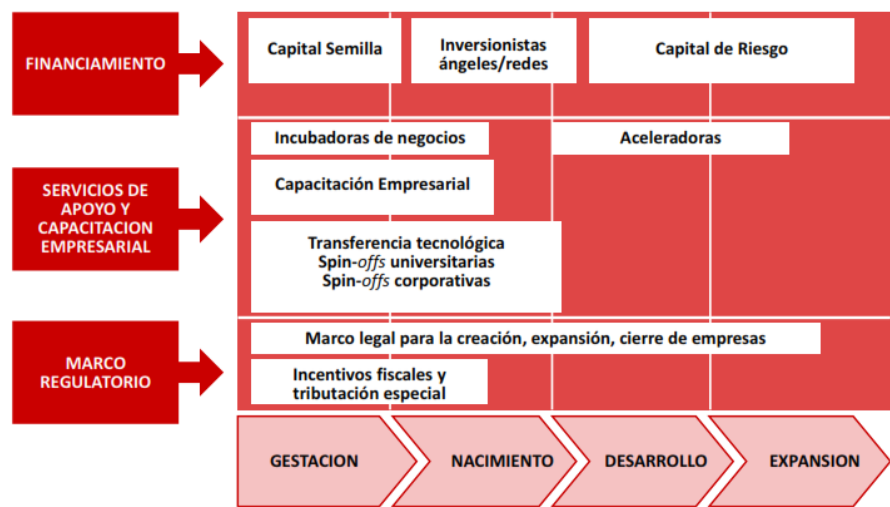 FINANCIAMIENTO
Capital Semilla
Inversionistas
ángeles/redes
Capital de Riesgo
SERVICIOS DE
APOYO Y
CAPACITACION
EMPRESARIAL
Incubadoras de negocios
Aceleradoras
Capacitación Empresarial
Transferencia tecnológica
Spin-offs universitarias
Spin-offs corporativas
MARCO
REGULATORIO
Marco legal para la creación, expansión, cierre de empresas
Incentivos fiscales y
tributación especial
GESTACION
NACIMIENTO
DESARROLLO
EXPANSION